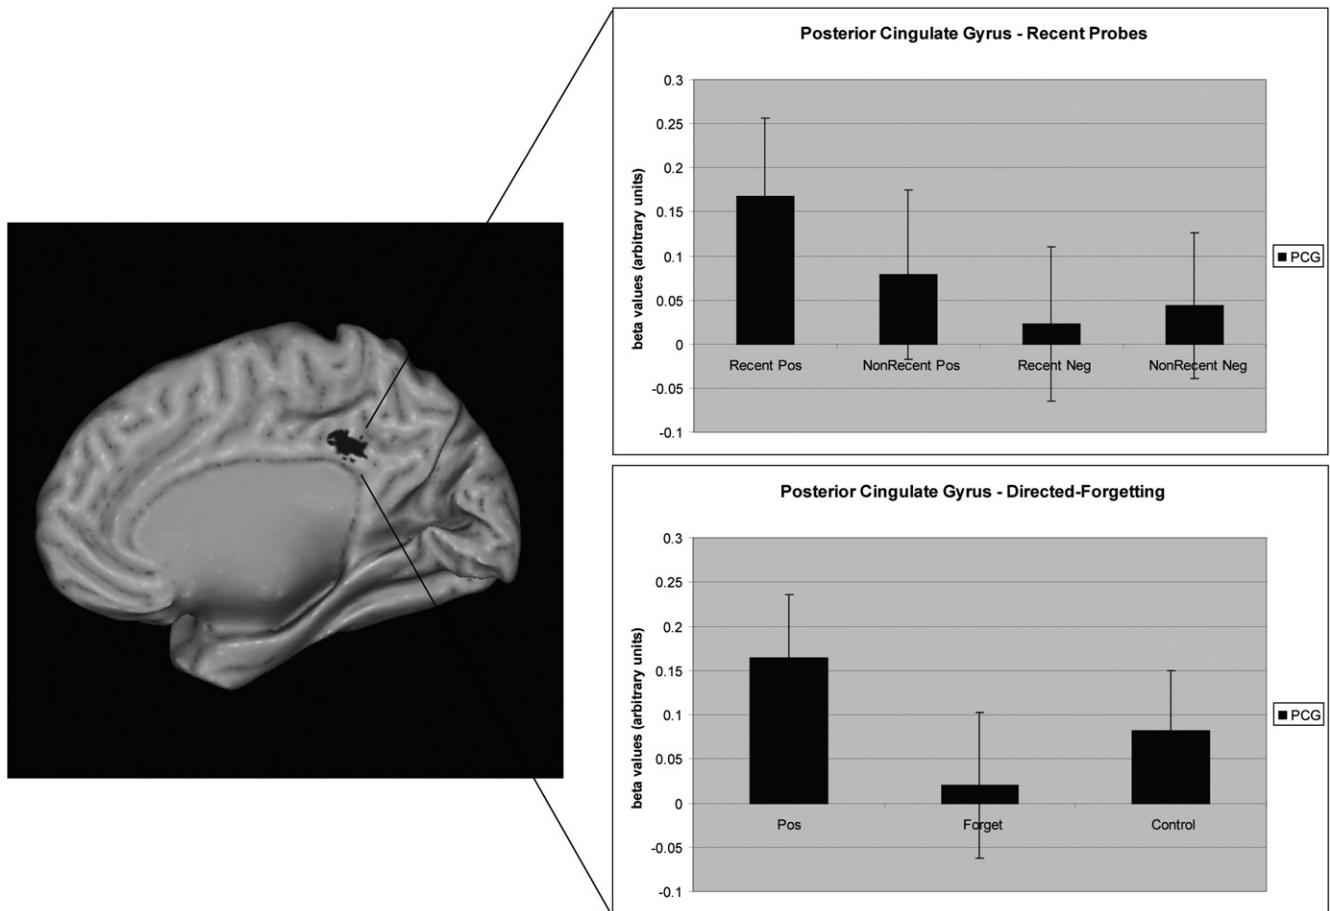 Posterior Cingulate Gyrus - Recent Probes
beta values (arbitrary units)
0.3
0.25
0.2
0.15
0.1
0.05
0
-0.05
-0.1
Recent Pos NonRecent Pos Recent Neg NonRecent Neg
PCG
Posterior Cingulate Gyrus - Directed-Forgetting
beta values (arbitrary units)
0.3
0.25
0.2
0.15
0.1
0.05
0
-0.05
-0.1
Pos Forget Control
PCG